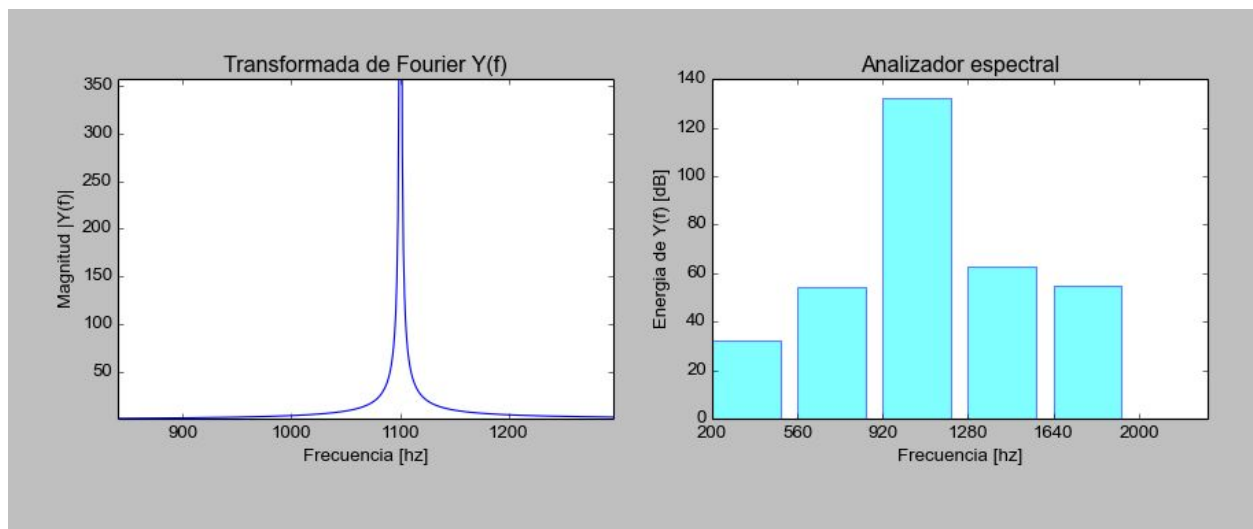 Transformada de Fourier Y(f)
Magnitud |Y(f)|
350
300
250
200
150
100
50
900 1000 1100 1200
Frecuencia [hz]
Analizador espectral
Energia de Y(f) [dB]
140
120
100
80
60
40
20
0
200 560 920 1280 1640 2000
Frecuencia [hz]